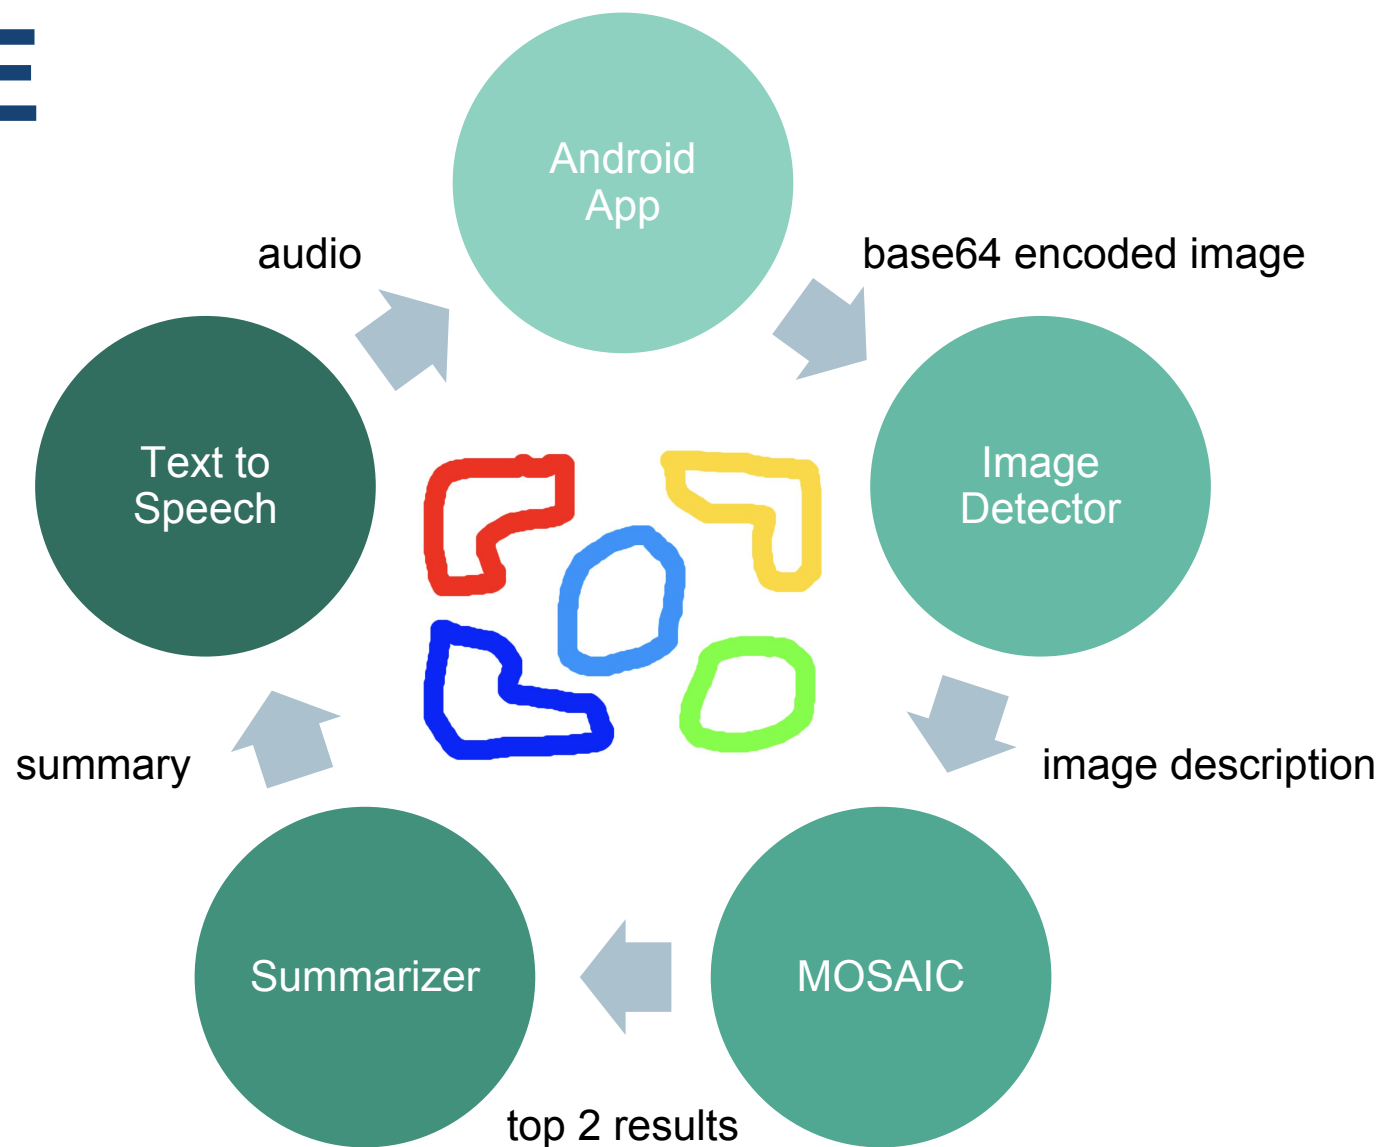 Android
App
audio
base64 encoded image
Text to
Speech
Image
Detector
summary
image description
Summarizer
MOSAIC
top 2 results